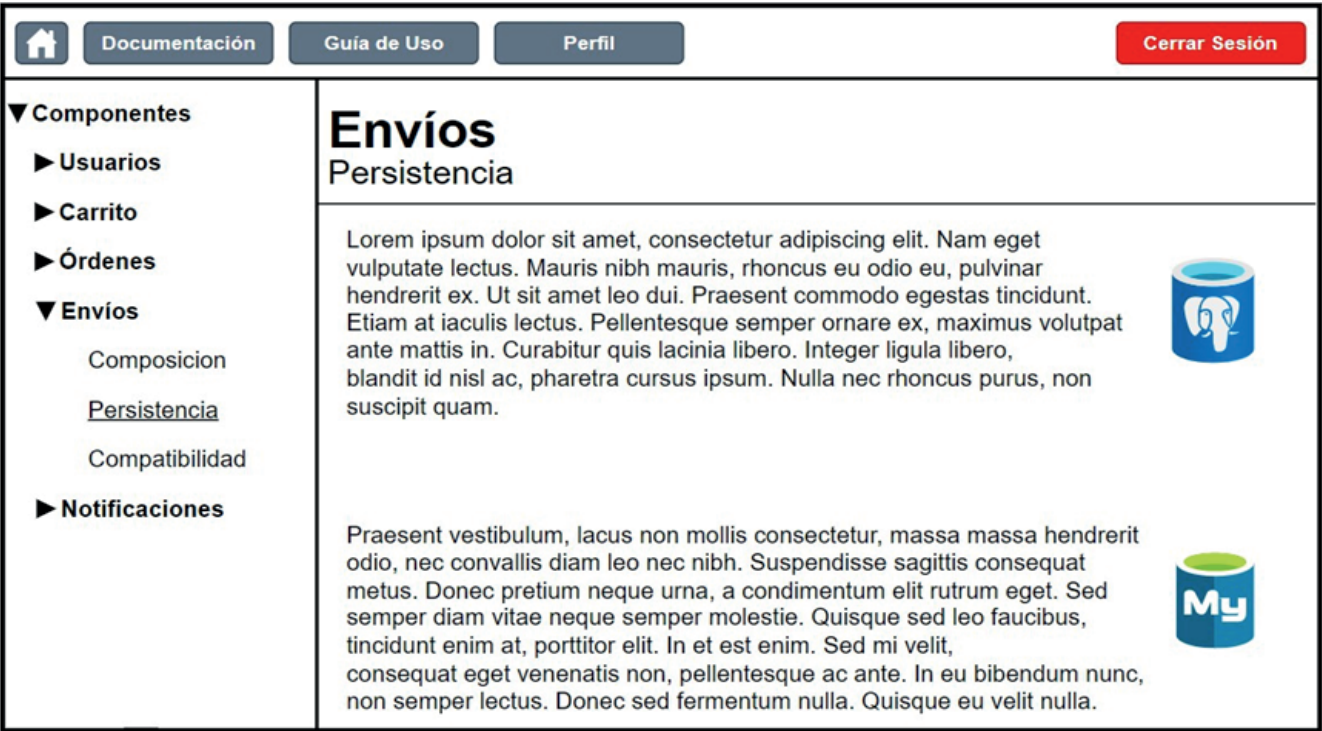 Documentación
Guía de Uso
Perfil
Cerrar Sesión
Componentes
Usuarios
Carrito
Órdenes
Envíos
Composicion
Persistencia
Compatibilidad
Notificaciones
Envíos
Persistencia
Lorem ipsum dolor sit amet, consectetur adipiscing elit. Nam eget
vulputate lectus. Mauris nibh mauris, rhoncus eu odio eu, pulvinar
hendrerit ex. Ut sit amet leo dui. Praesent commodo egestas tincidunt.
Etiam at iaculis lectus. Pellentesque semper ornare ex, maximus volutpat
ante mattis in. Curabitur quis lacinia libero. Integer ligula libero,
blandit id nisl ac, pharetra cursus ipsum. Nulla nec rhoncus purus, non
suscipit quam.
Praesent vestibulum, lacus non mollis consectetur, massa massa hendrerit
odio, nec convallis diam leo nec nibh. Suspendisse sagittis consequat
metus. Donec pretium neque urna, a condimentum elit rutrum eget. Sed
semper diam vitae neque semper molestie. Quisque sed leo faucibus,
tincidunt enim at, porttitor elit. In et est enim. Sed mi velit,
consequat eget venenatis non, pellentesque ac ante. In eu bibendum nunc,
non semper lectus. Donec sed fermentum nulla. Quisque eu velit nulla.
My